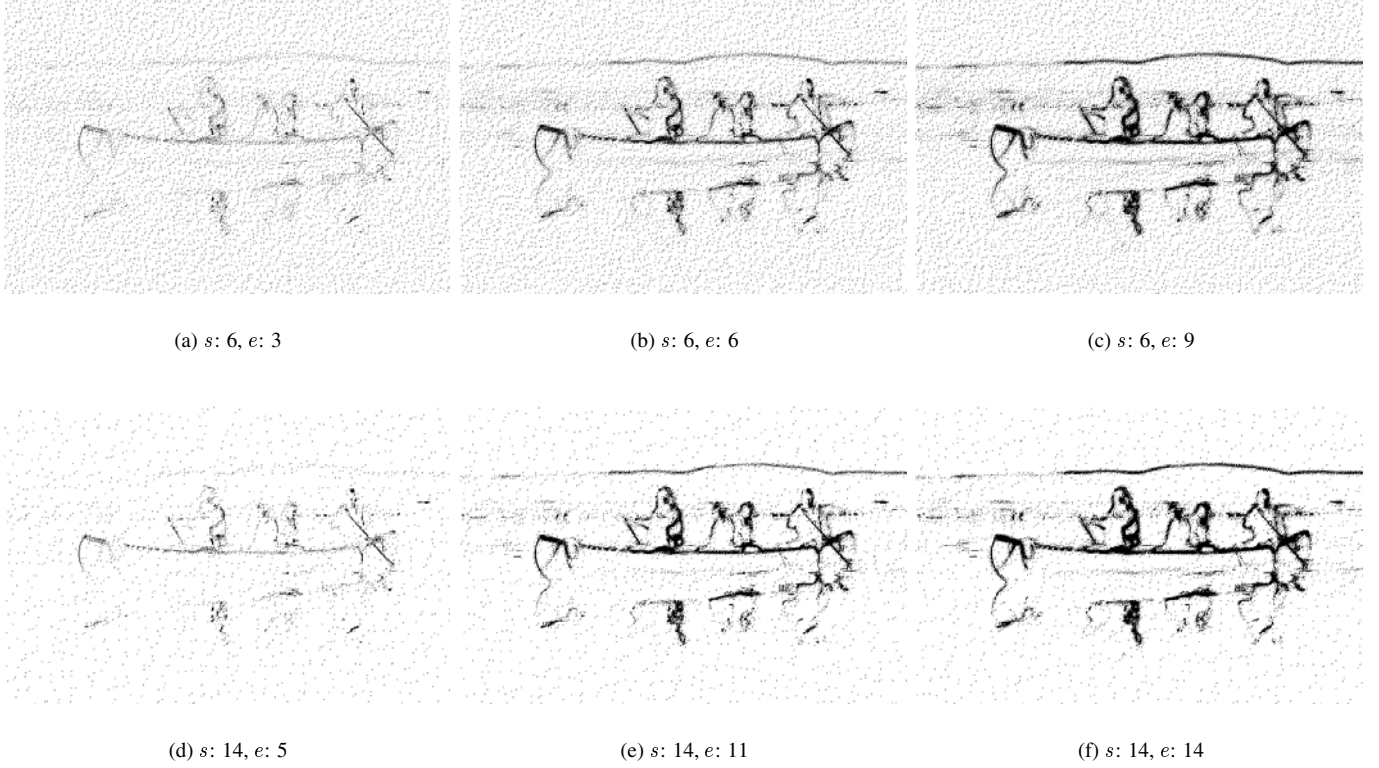 (a) s: 6, e: 3
(b) s: 6, e: 6
(c) s: 6, e: 9
(d) s: 14, e: 5
(e) s: 14, e: 11
(f) s: 14, e: 14